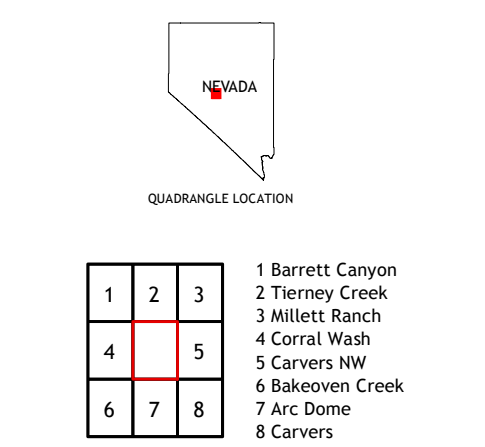 NEVADA
QUADRANGLE LOCATION
1 2 3
4 5
6 7 8
1 Barrett Canyon
2 Tierney Creek
3 Millett Ranch
4 Corral Wash
5 Carvers NW
6 Bakeoven Creek
7 Arc Dome
8 Carvers